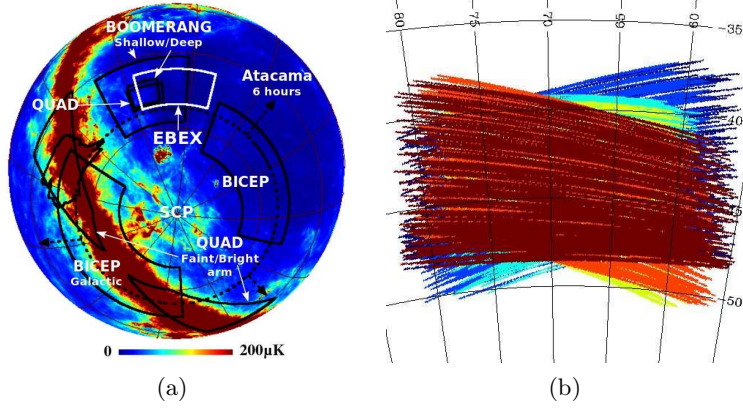 BOOMERANG
Shallow/Deep
Atacama
6 hours
QUAD
EBEX
BICEP
SCP
QUAD
Faint/Bright
arm
BICEP
Galactic
0
200μK
(a)
80
75
70
65
60
-35
-40
-45
-50
(b)